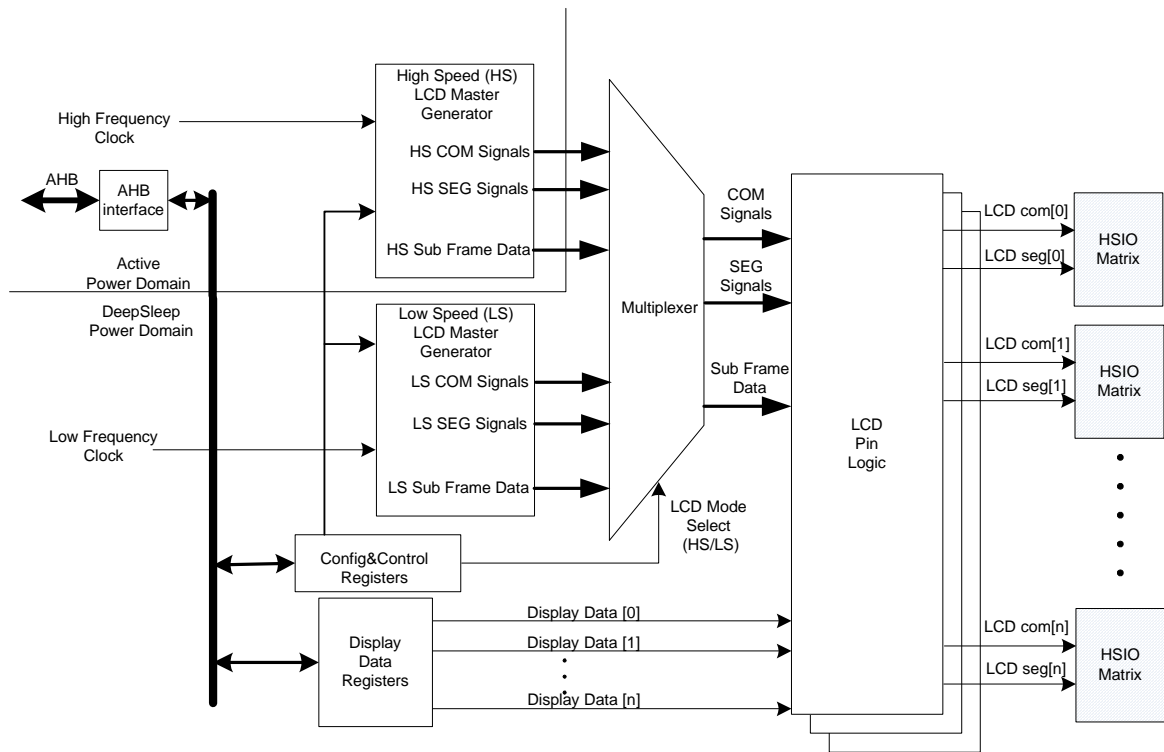 High Speed (HS)
LCD Master
Generator
High Frequency
Clock
HS COM Signals
HS SEG Signals
HS Sub Frame Data
AHB
AHB
interface
Active
Power Domain
DeepSleep
Power Domain
Low Speed (LS)
LCD Master
Generator
LS COM Signals
LS SEG Signals
LS Sub Frame Data
Low Frequency
Clock
Multiplexer
COM
Signals
SEG
Signals
Sub Frame
Data
LCD Mode
Select
(HS/LS)
Config&Control
Registers
Display
Data
Registers
Display Data [0]
Display Data [1]
Display Data [n]
LCD
Pin
Logic
LCD com[0]
LCD seg[0]
HSIO
Matrix
LCD com[1]
LCD seg[1]
HSIO
Matrix
LCD com[n]
LCD seg[n]
HSIO
Matrix